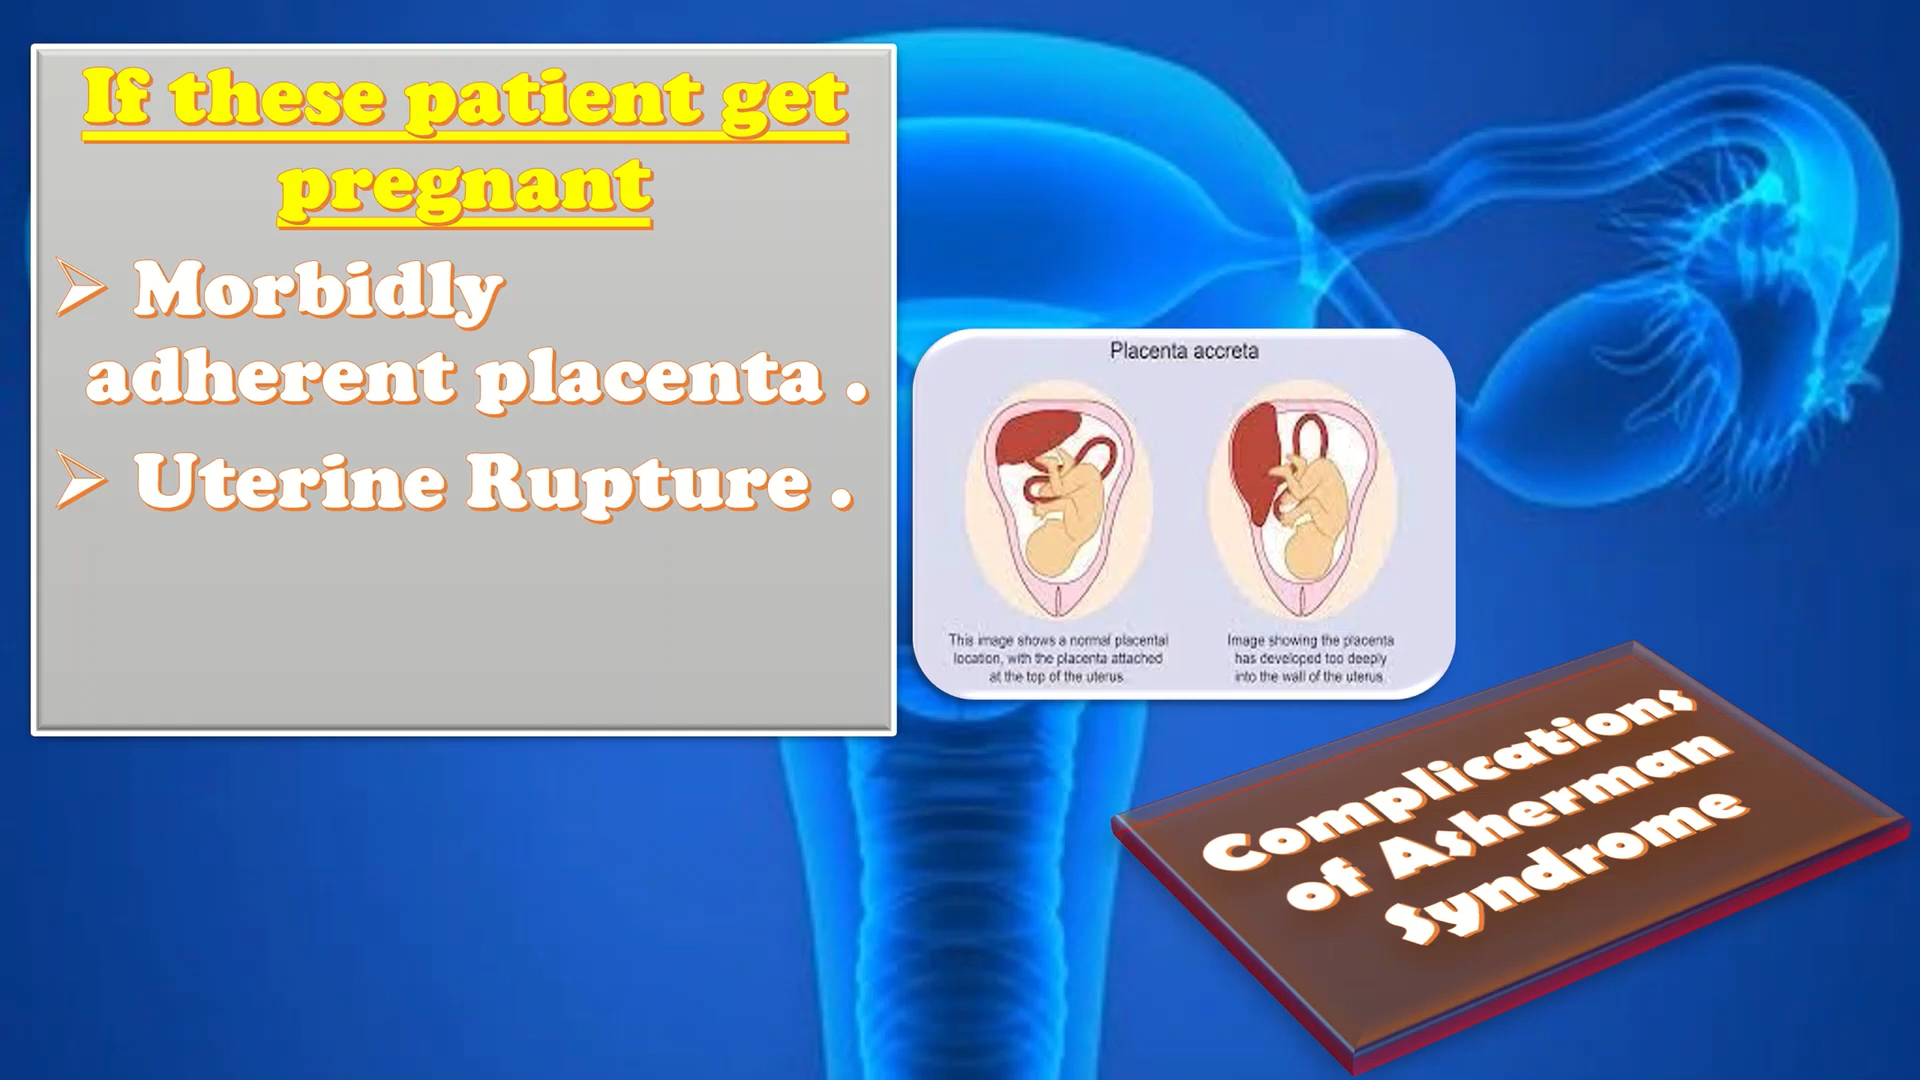 If these patient get
pregnant
➢ Morbidly
adherent placenta .
➢ Uterine Rupture .
Placenta accreta
This image shows a normal placental
location, with the placenta attached
at the top of the uterus
Image showing the placenta
has developed too deeply
into the wall of the uterus
Complications
of Asherman
Syndrome